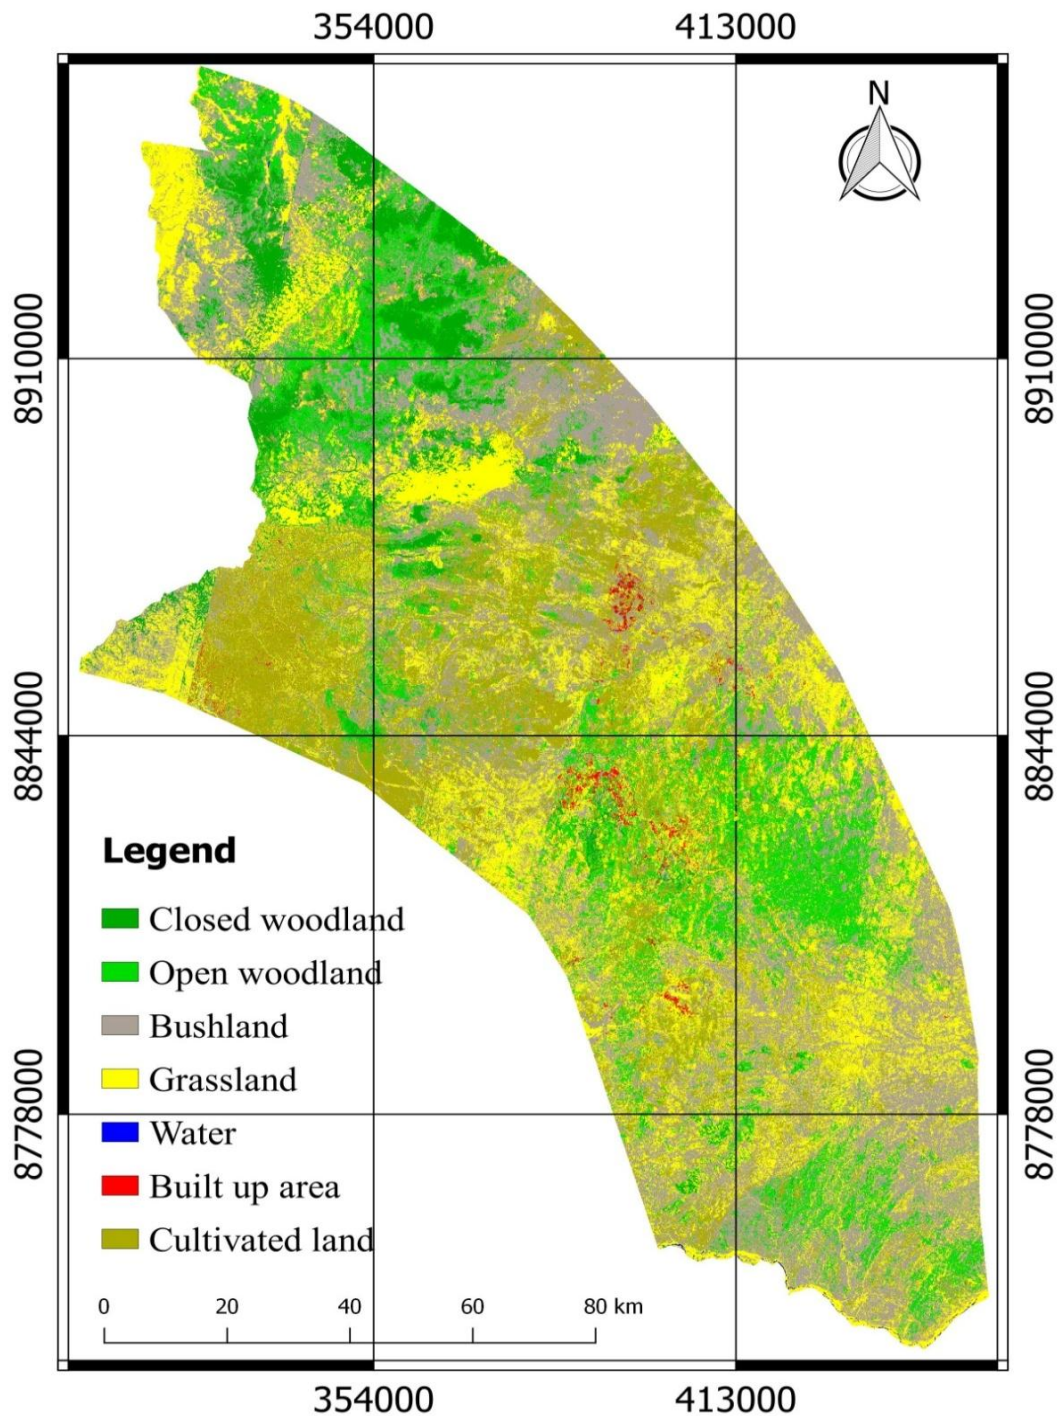 354000 413000
N
8910000 8910000
8844000 8844000
Legend
Closed woodland
Open woodland
Bushland
Grassland
Water
8778000 8778000
Built up area
Cultivated land
0 20 40 60 80 km
354000 413000